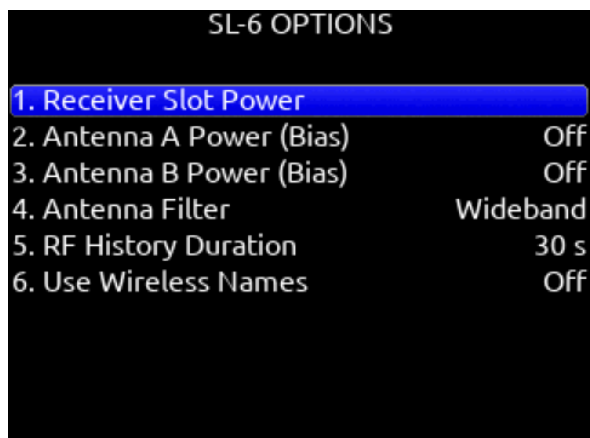 SL-6 OPTIONS
1. Receiver Slot Power
2. Antenna A Power (Bias) Off
3. Antenna B Power (Bias) Off
4. Antenna Filter Wideband
5. RF History Duration 30 s
6. Use Wireless Names Off